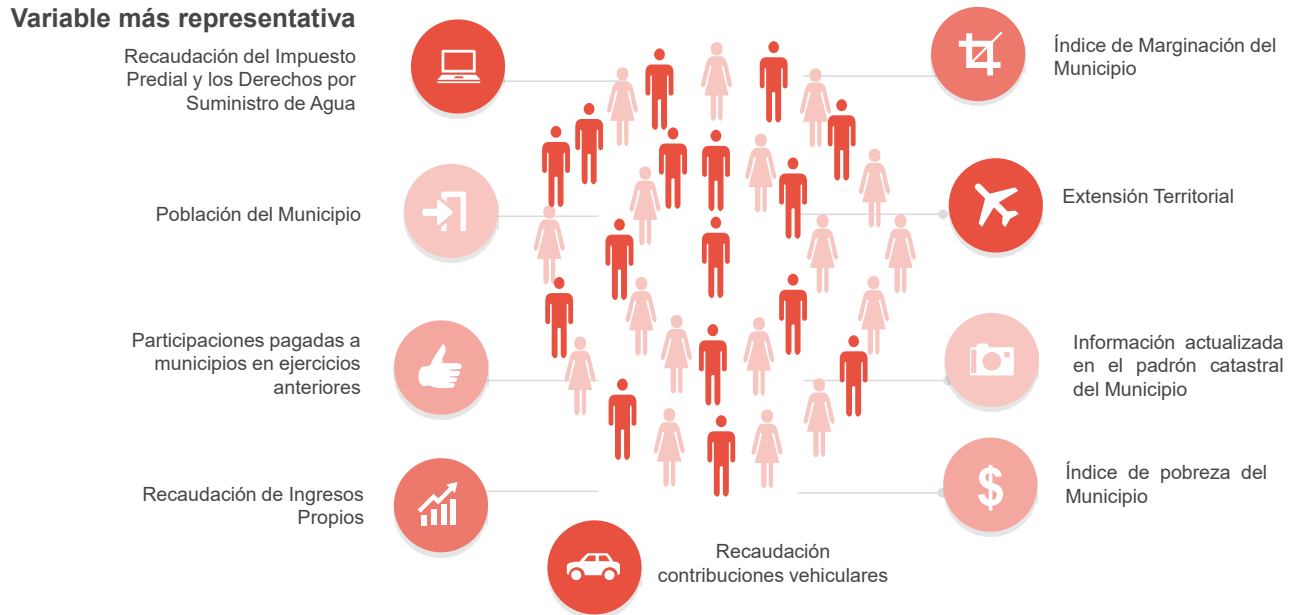 Variable más representativa
Recaudación del Impuesto
Predial y los Derechos por
Suministro de Agua
Población del Municipio
Participaciones pagadas a
municipios en ejercicios
anteriores
Recaudación de Ingresos
Propios
Recaudación
contribuciones vehiculares
Índice de Marginación del
Municipio
Extensión Territorial
Información actualizada
en el padrón catastral
del Municipio
$
Índice de pobreza del
Municipio